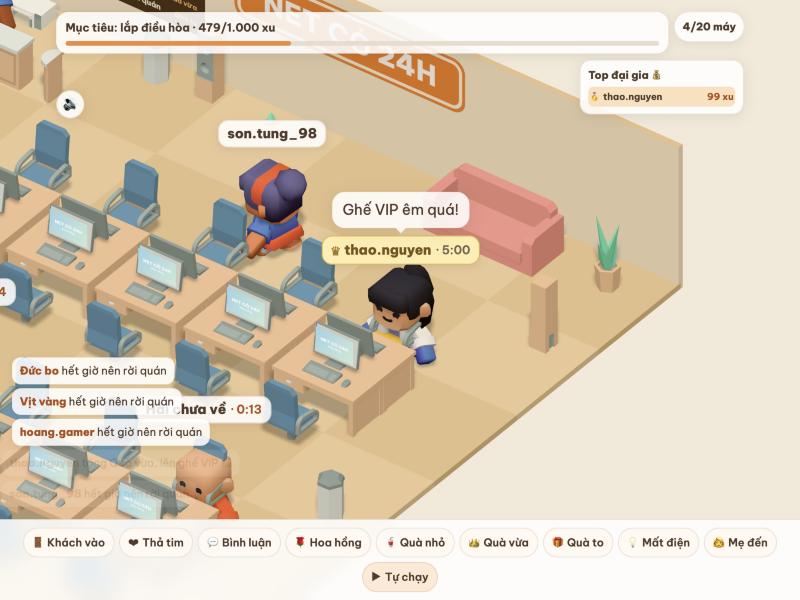 Mục tiêu: lắp điều hòa · 479/1.000 xu
4/20 máy
NET CỎ 24H
Top đại gia
thao.nguyen 99 xu
son.tung_98
Ghế VIP êm quá!
thao.nguyen · 5:00
4
Đức bo hết giờ nên rời quán
Vịt vàng hết giờ nên rời quán
chưa về · 0:13
hoang.gamer hết giờ nên rời quán
Khách vào
Thả tim
Bình luận
Hoa hồng
Quà nhỏ
Quà vừa
Quà to
Mất điện
Mẹ đến
Tự chạy